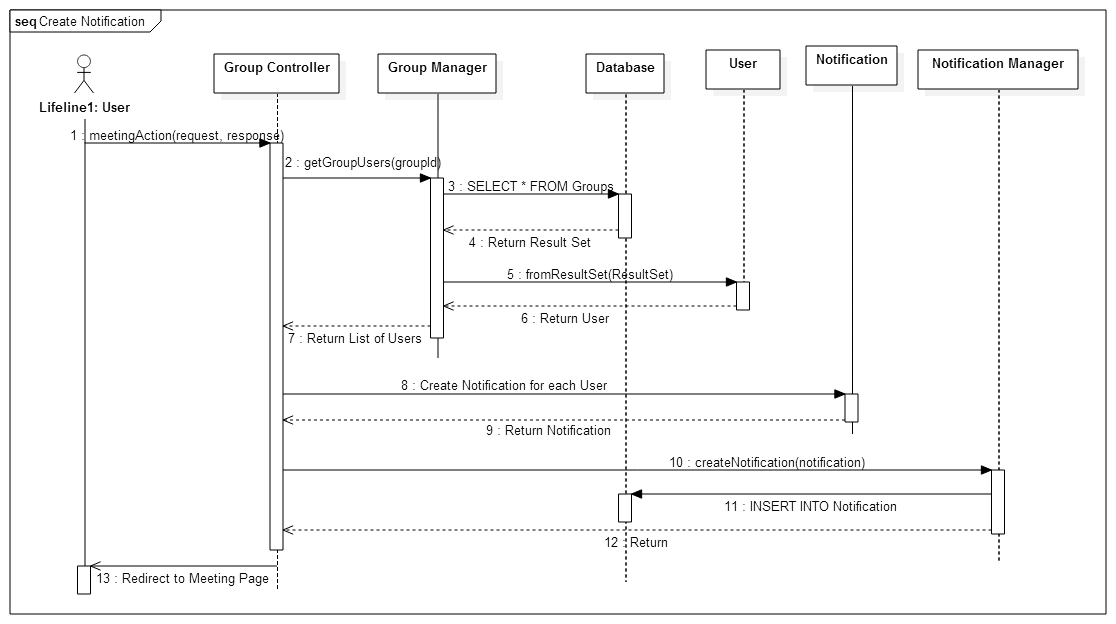 seq Create Notification
Group Controller
Group Manager
Database
User
Notification
Notification Manager
Lifeline1: User
1 : meetingAction(request, response)
2 : getGroupUsers(groupId)
3 : SELECT * FROM Groups
4 : Return Result Set
5 : fromResultSet(ResultSet)
6 : Return User
7 : Return List of Users
8 : Create Notification for each User
9 : Return Notification
10 : createNotification(notification)
11 : INSERT INTO Notification
12 : Return
13 : Redirect to Meeting Page